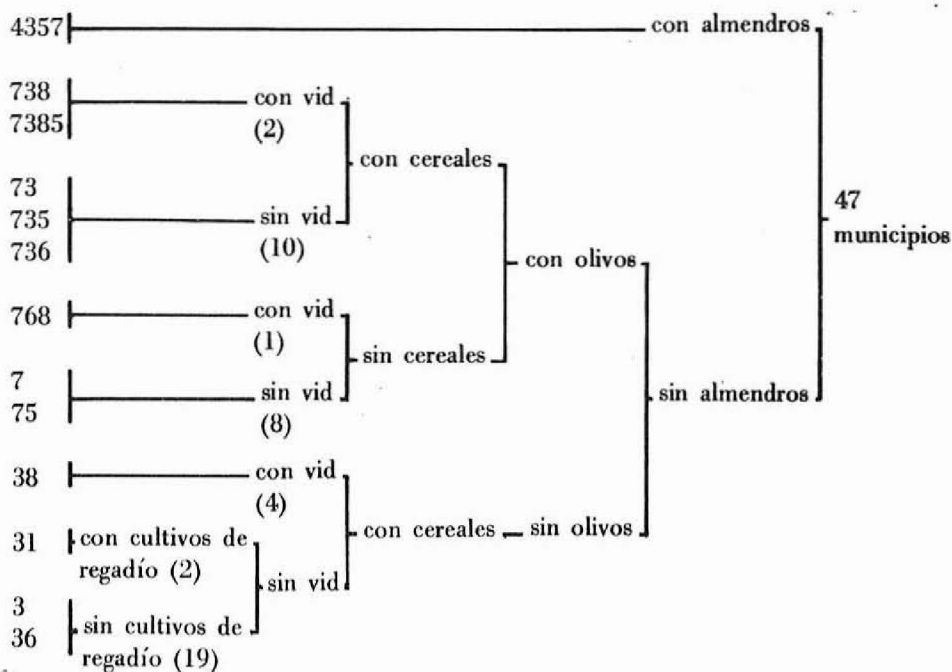 4357 con almendros
738 con vid
7385 (2)
con cereales
73
735 sin vid
736 (10)
47
municipios
con olivos
768 con vid
(1)
sin cereales
7
75 sin vid
(8)
sin almendros
38 con vid
(4)
con cereales sin olivos
31 con cultivos de
regadío (2)
sin vid
3
36 sin cultivos de
regadío (19)